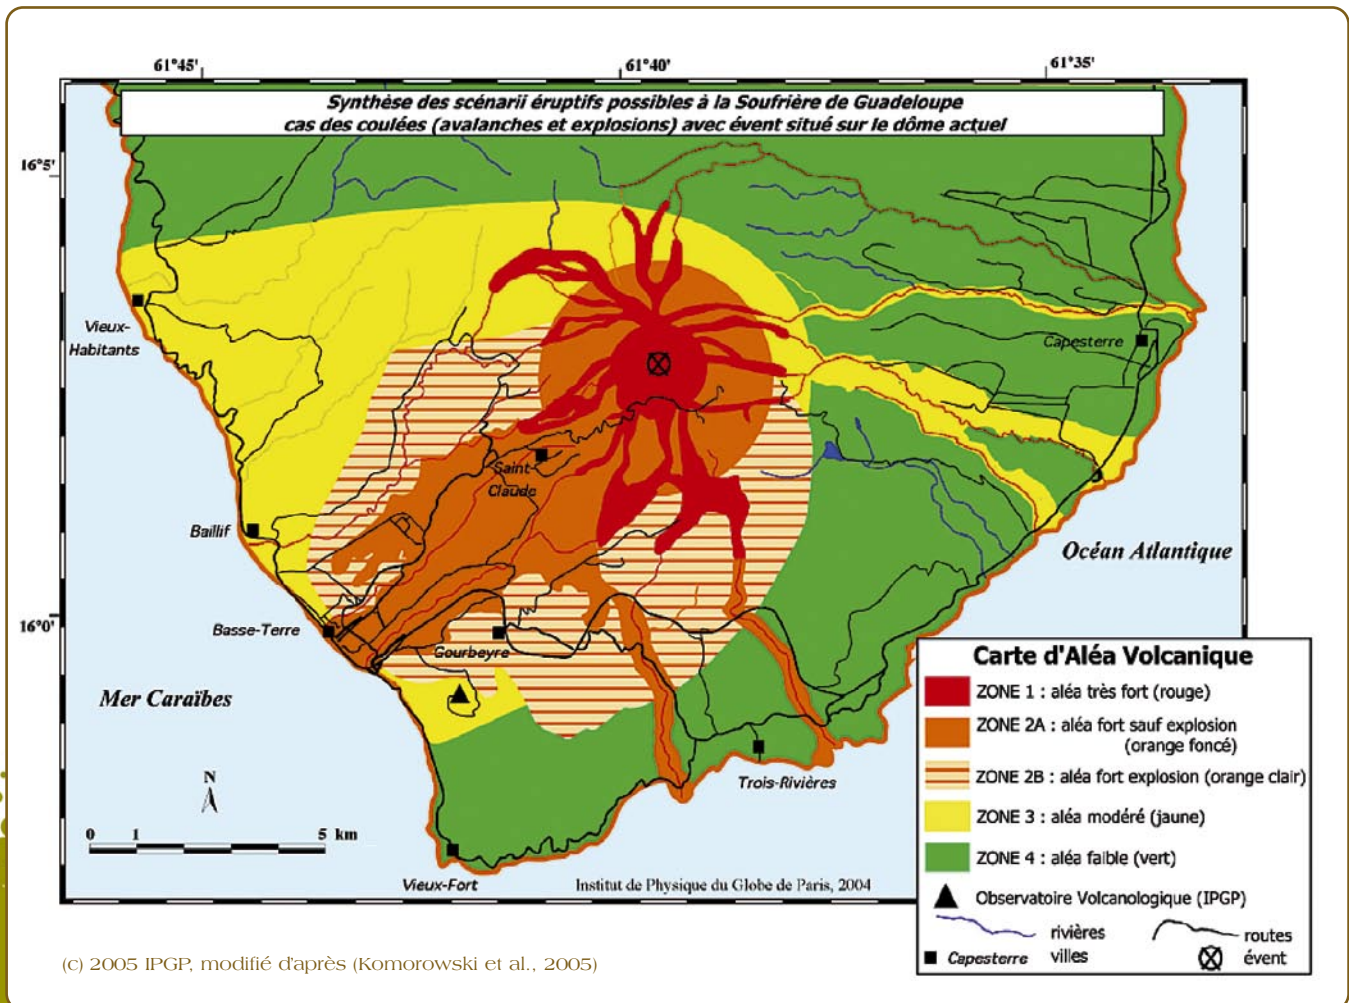 61°45'
61°40'
61°35'
Synthèse des scénarii éruptifs possibles à la Soufrière de Guadeloupe
cas des coulées (avalanches et explosions) avec évent situé sur le dôme actuel
16°5'
Vieux-
Habitants
Capesterre
Saint-
Claude
Baillif
Océan Atlantique
16°0'
Basse-Terre
Gourbeyre
Mer Caraïbes
Trois-Rivières
N
0 1 5 km
Vieux-Fort
Institut de Physique du Globe de Paris, 2004
Carte d'Aléa Volcanique
ZONE 1 : aléa très fort (rouge)
ZONE 2A : aléa fort sauf explosion
(orange foncé)
ZONE 2B : aléa fort explosion (orange clair)
ZONE 3 : aléa modéré (jaune)
ZONE 4 : aléa faible (vert)
Observatoire Volcanologique (IPGP)
rivières
routes
Capesterre villes
évent
(c) 2005 IPGP, modifié d'après (Komorowski et al., 2005)